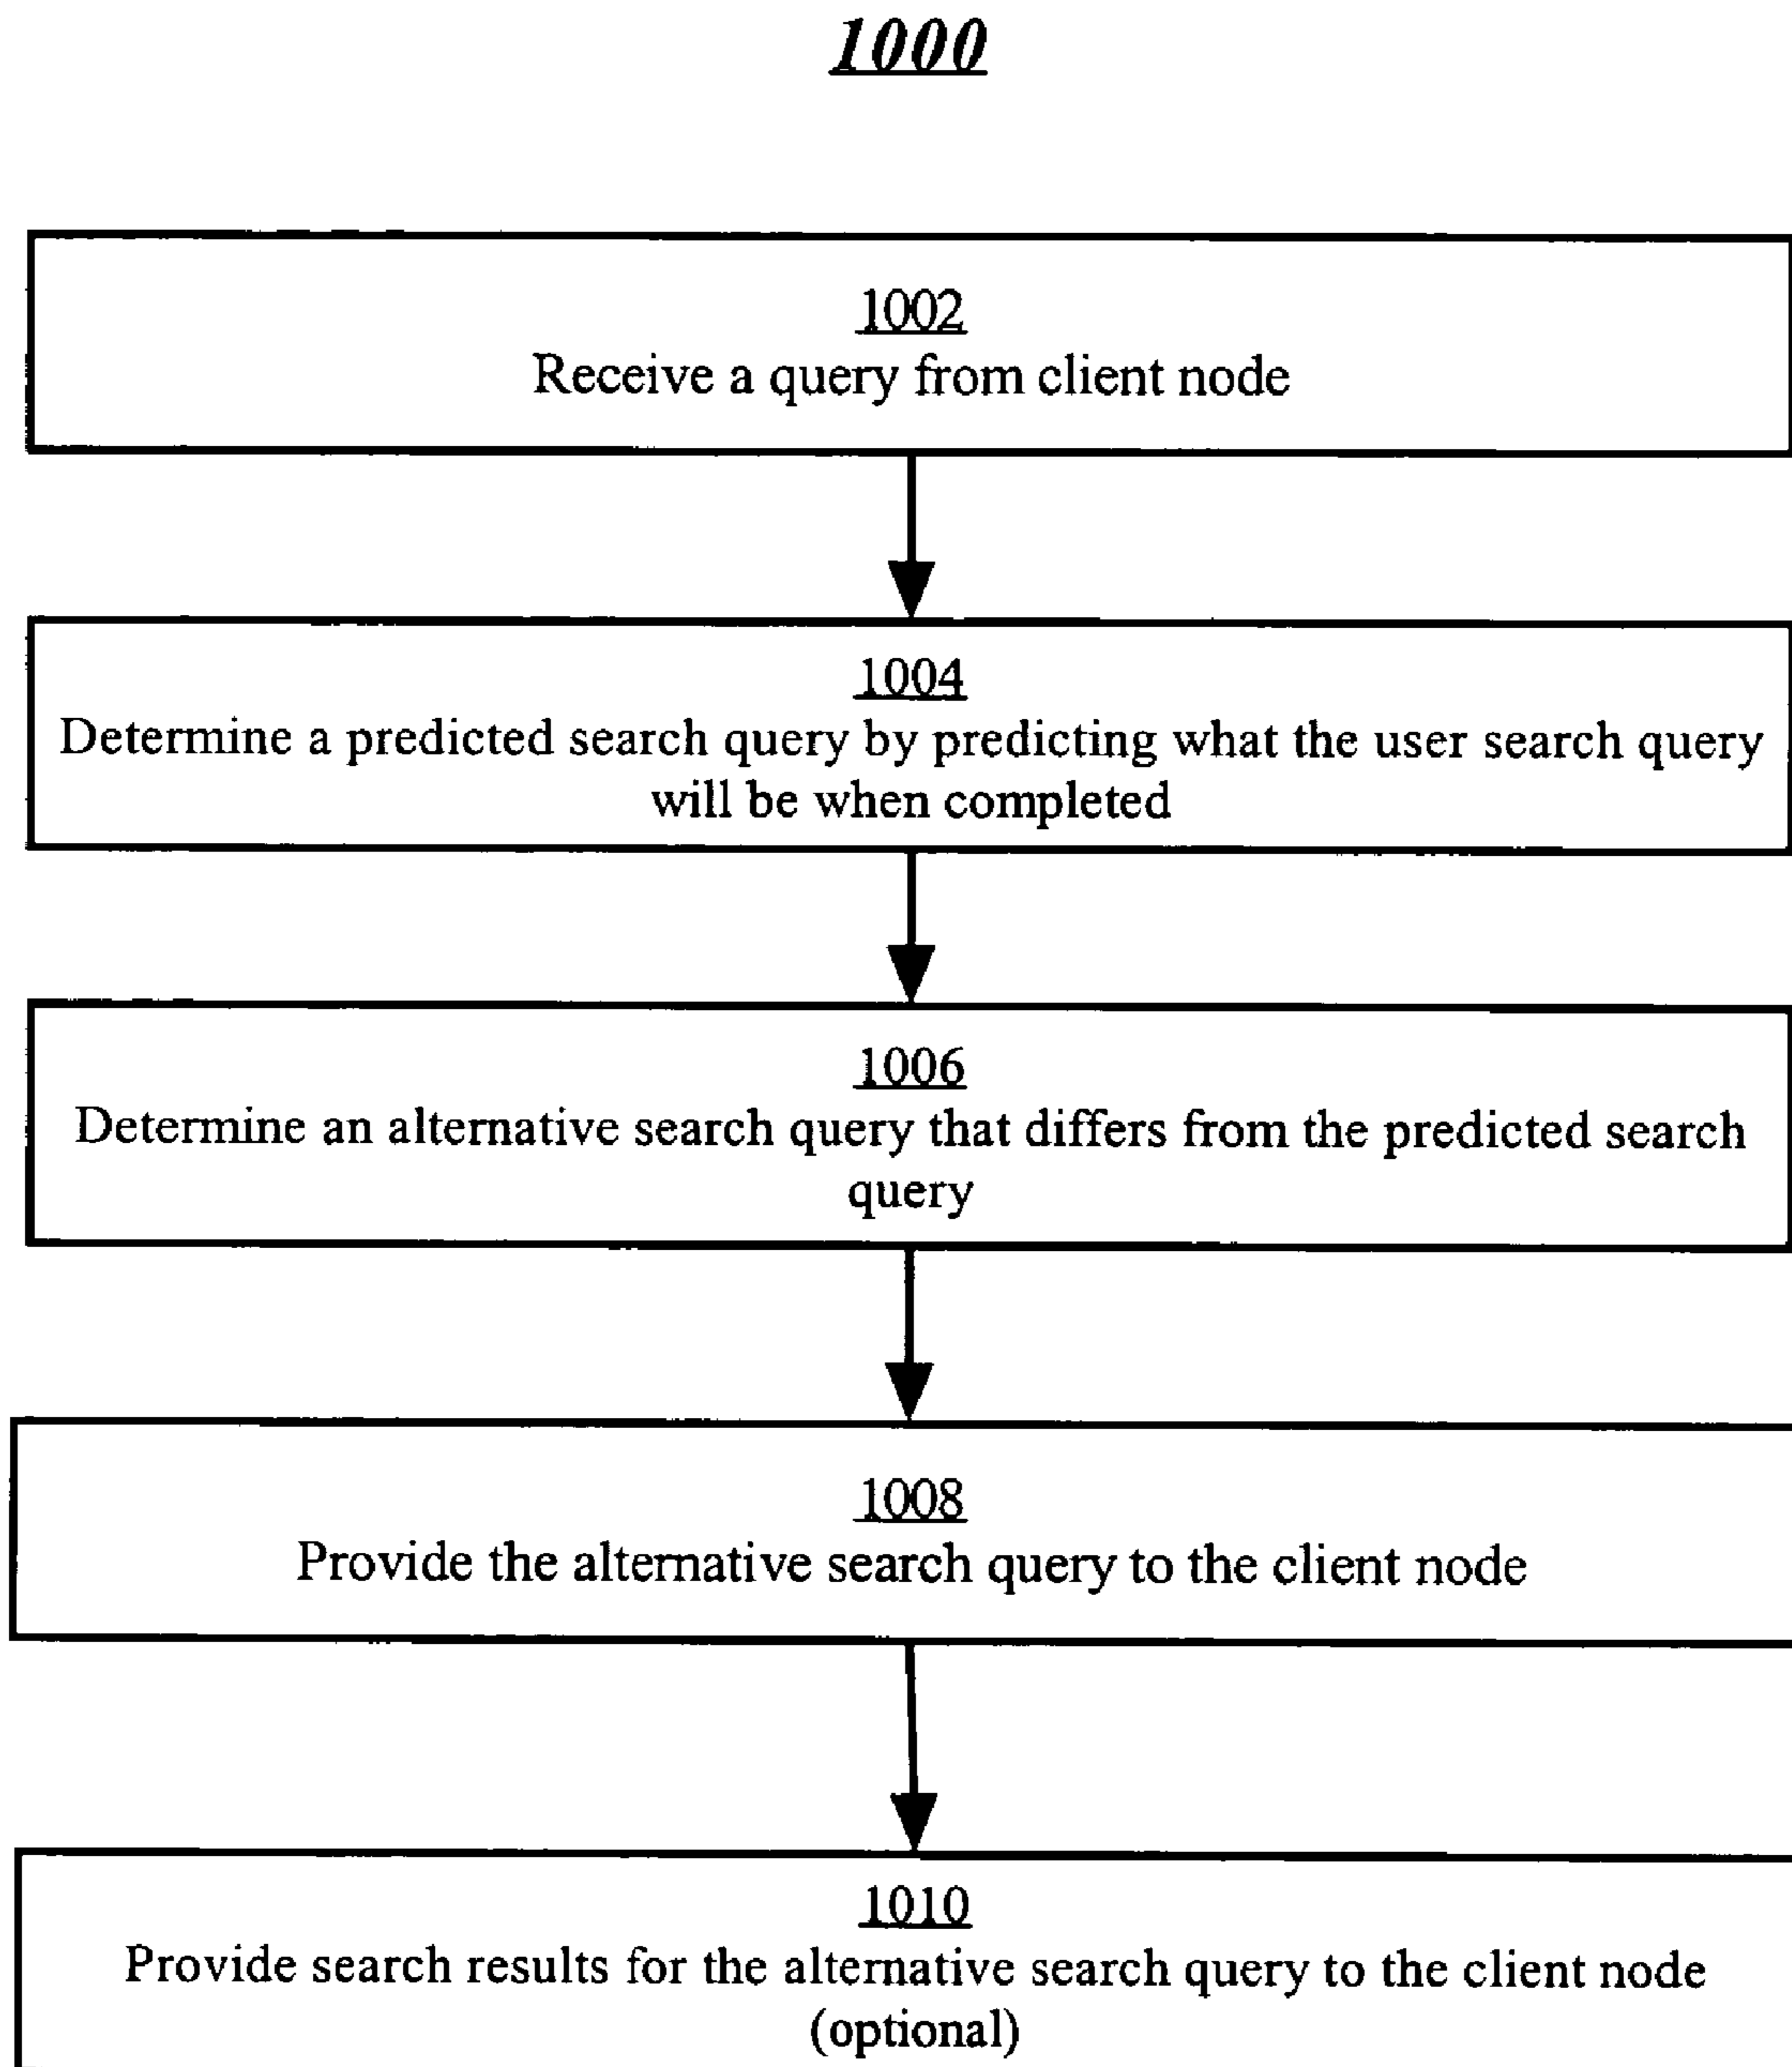 1000
1002
Receive a query from client node
1004
Determine a predicted search query by predicting what the user search query
will be when completed
1006
Determine an alternative search query that differs from the predicted search
query
1008
Provide the alternative search query to the client node
1010
Provide search results for the alternative search query to the client node
(optional)